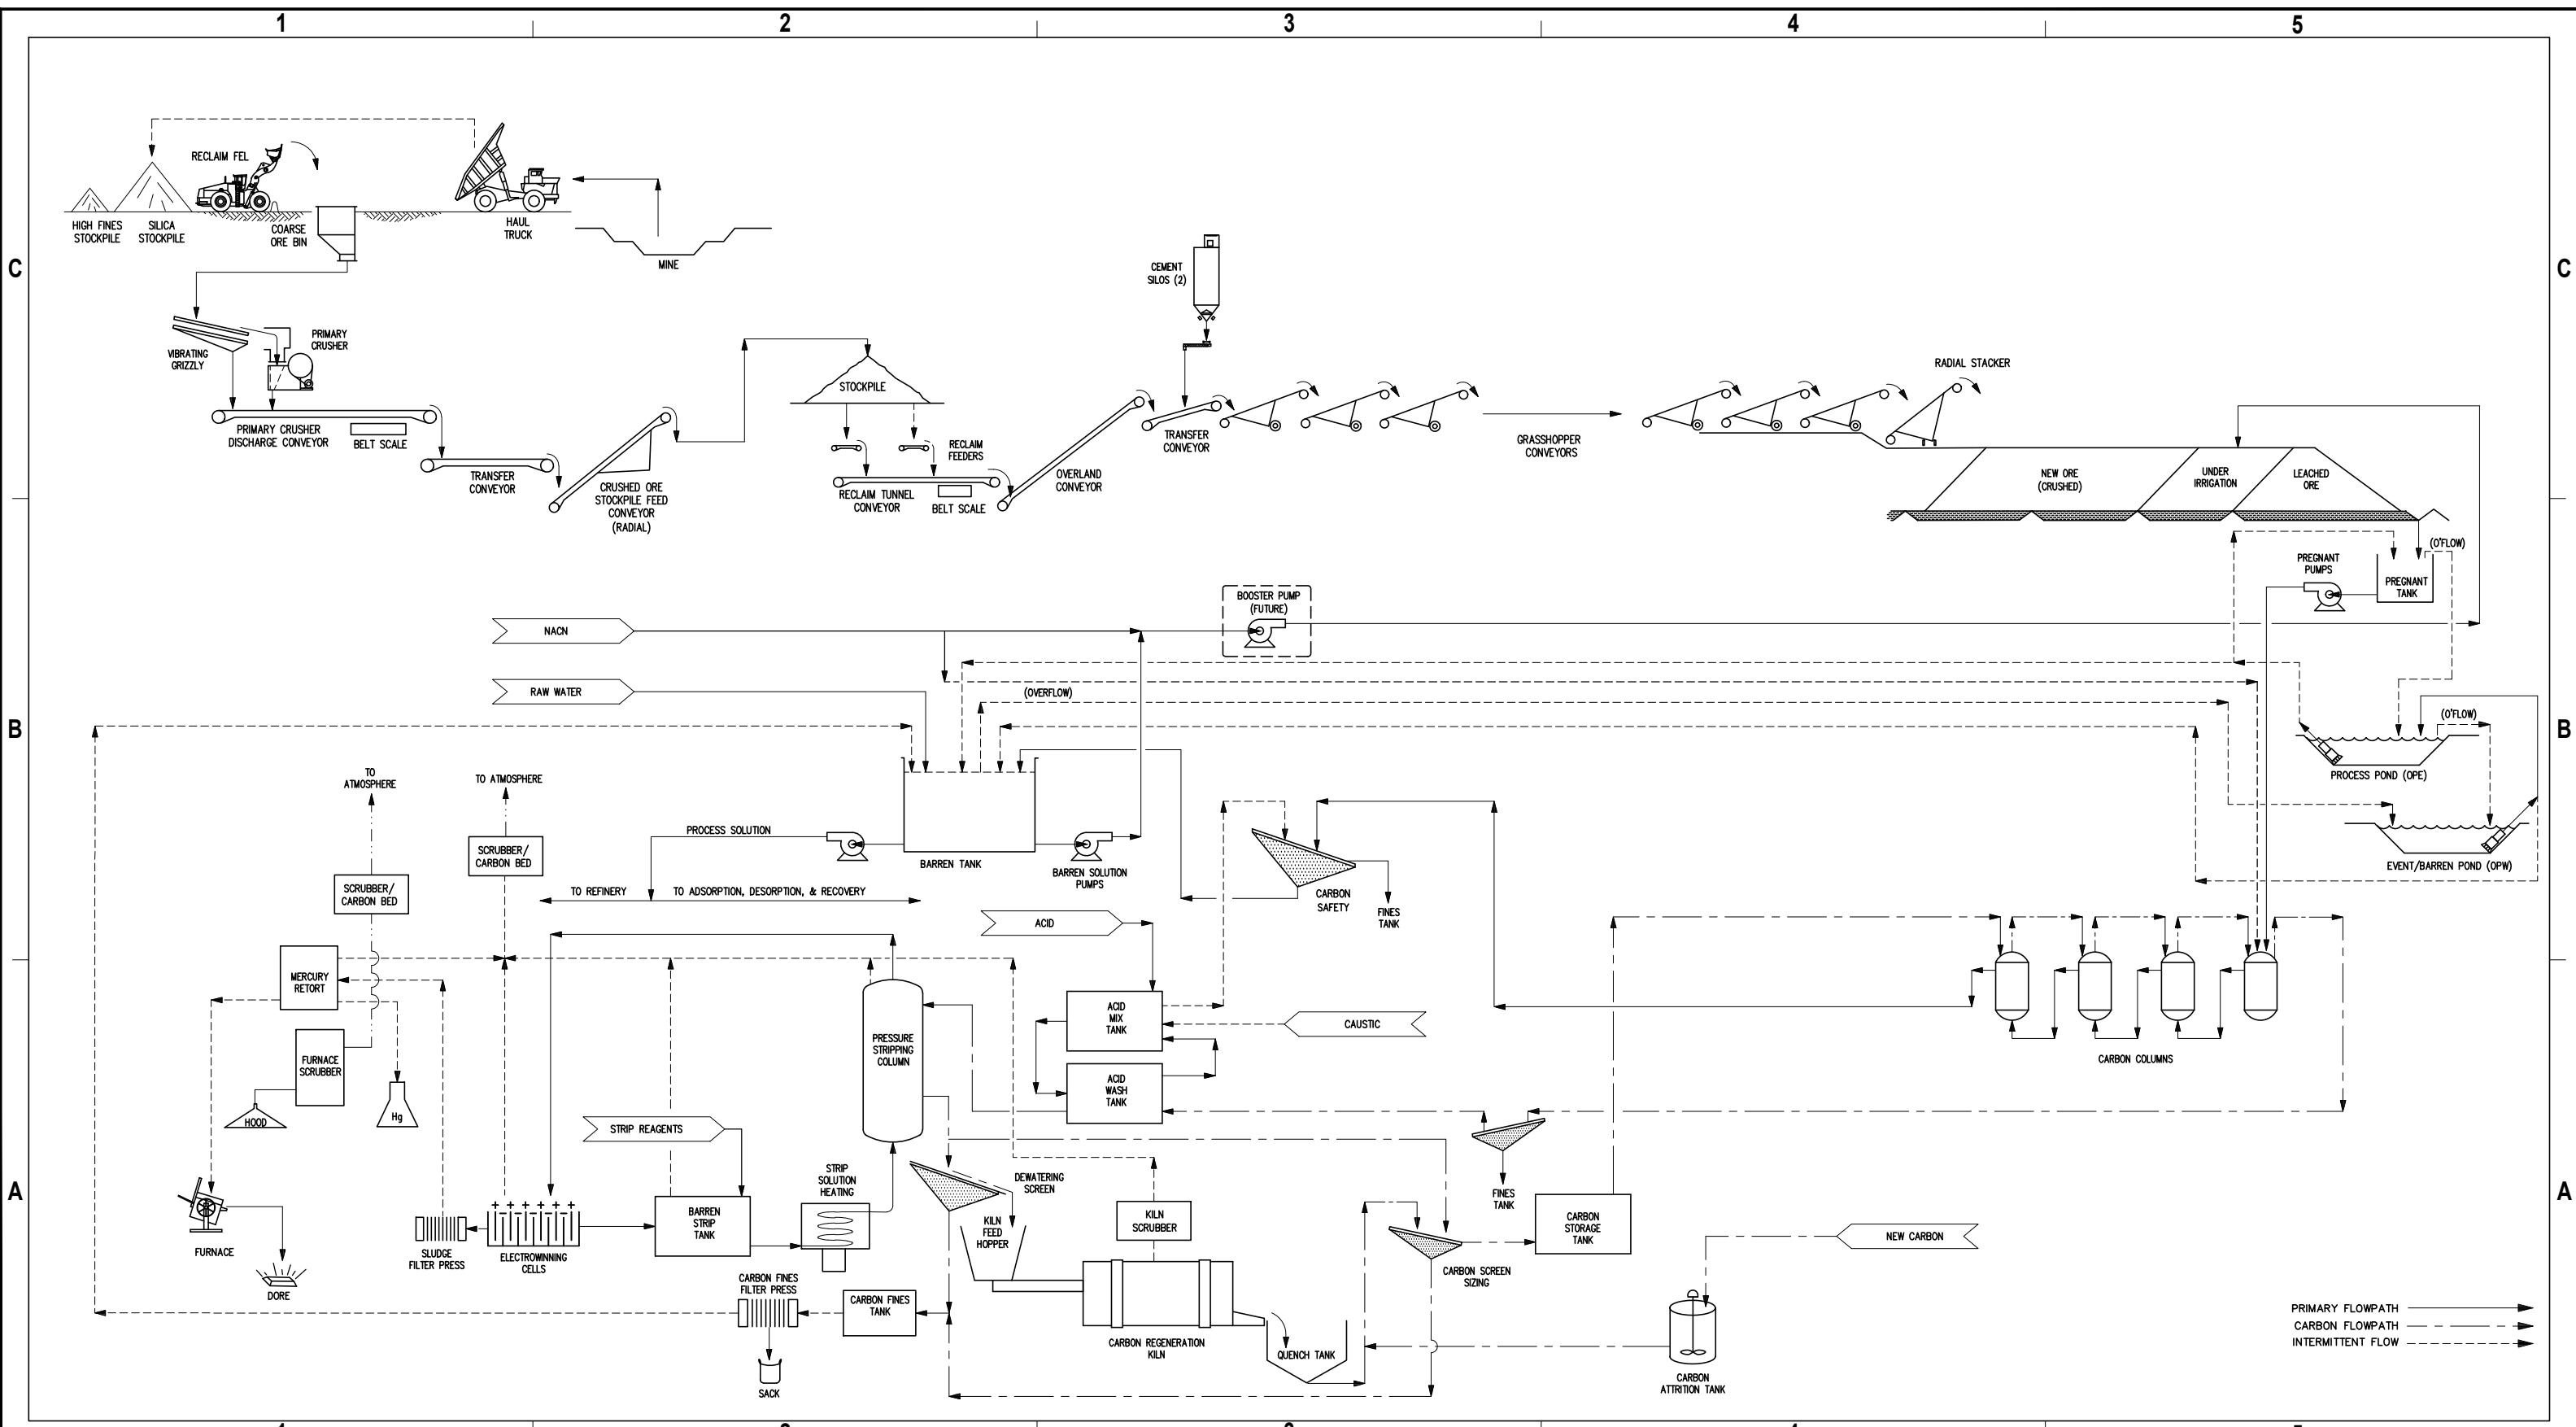 1
2
3
4
5
C
C
B
B
A
A
RECLAIM FEL
HIGH FINES
STOCKPILE
SILICA
STOCKPILE
COARSE
ORE BIN
HAUL
TRUCK
MINE
CEMENT
SILOS (2)
VIBRATING
GRIZZLY
PRIMARY
CRUSHER
PRIMARY CRUSHER
DISCHARGE CONVEYOR
BELT SCALE
TRANSFER
CONVEYOR
CRUSHED ORE
STOCKPILE FEED
CONVEYOR
(RADIAL)
STOCKPILE
RECLAIM
FEEDERS
RECLAIM TUNNEL
CONVEYOR
BELT SCALE
OVERLAND
CONVEYOR
TRANSFER
CONVEYOR
GRASSHOPPER
CONVEYORS
RADIAL STACKER
NEW ORE
(CRUSHED)
UNDER
IRRIGATION
LEACHED
ORE
(O'FLOW)
PREGNANT
PUMPS
PREGNANT
TANK
BOOSTER PUMP
(FUTURE)
NACN
RAW WATER
(OVERFLOW)
(O'FLOW)
PROCESS POND (OPE)
EVENT/BARREN POND (OPW)
TO
ATMOSPHERE
TO ATMOSPHERE
PROCESS SOLUTION
BARREN TANK
BARREN SOLUTION
PUMPS
SCRUBBER/
CARBON BED
SCRUBBER/
CARBON BED
TO REFINERY
TO ADSORPTION, DESORPTION, & RECOVERY
CARBON
SAFETY
FINES
TANK
ACID
MERCURY
RETORT
ACID
MIX
TANK
CAUSTIC
PRESSURE
STRIPPING
COLUMN
FURNACE
SCRUBBER
HOOD
Hg
ACID
WASH
TANK
CARBON COLUMNS
STRIP REAGENTS
STRIP
SOLUTION
HEATING
DEWATERING
SCREEN
FINES
TANK
BARREN
STRIP
TANK
KILN
FEED
HOPPER
KILN
SCRUBBER
CARBON
STORAGE
TANK
NEW CARBON
FURNACE
SLUDGE
FILTER PRESS
+ + + + + +
ELECTROWINNING
CELLS
DORE
CARBON FINES
FILTER PRESS
CARBON FINES
TANK
CARBON SCREEN
SIZING
CARBON REGENERATION
KILN
QUENCH TANK
SACK
CARBON
ATTRITION TANK
PRIMARY FLOWPATH
CARBON FLOWPATH
INTERMITTENT FLOW